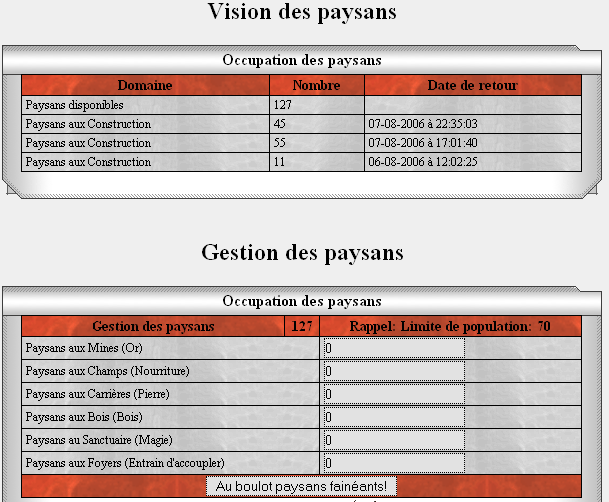 Vision des paysans
Occupation des paysans
Domaine Nombre Date de retour
Paysans disponibles 127
Paysans aux Construction 45 07-08-2006 à 22:35:03
Paysans aux Construction 55 07-08-2006 à 17:01:40
Paysans aux Construction 11 06-08-2006 à 12:02:25
Gestion des paysans
Occupation des paysans
Gestion des paysans 127 Rappel: Limite de population: 70
Paysans aux Mines (Or) 0
Paysans aux Champs (Nourriture) 0
Paysans aux Carrières (Pierre) 0
Paysans aux Bois (Bois) 0
Paysans au Sanctuaire (Magie) 0
Paysans aux Foyers (Entrain d'accoupler) 0
Au boulot paysans fainéants!